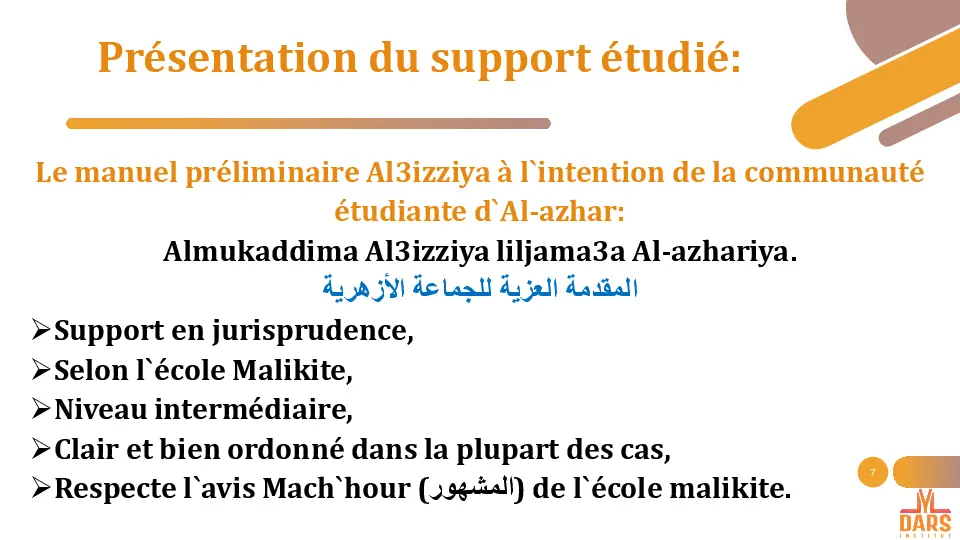 Présentation du support étudié:
Le manuel préliminaire Al3izziya à l`intention de la communauté
étudiante d`Al-azhar:
Almukaddima Al3izziya liljama3a Al-azhariya.
المقدمة العزية للجماعة الأزهرية
➢Support en jurisprudence,
➢Selon l`école Malikite,
➢Niveau intermédiaire,
➢Clair et bien ordonné dans la plupart des cas,
➢Respecte l`avis Mach`hour (المشهور) de l`école malikite.
7
DARS
INSTITUT